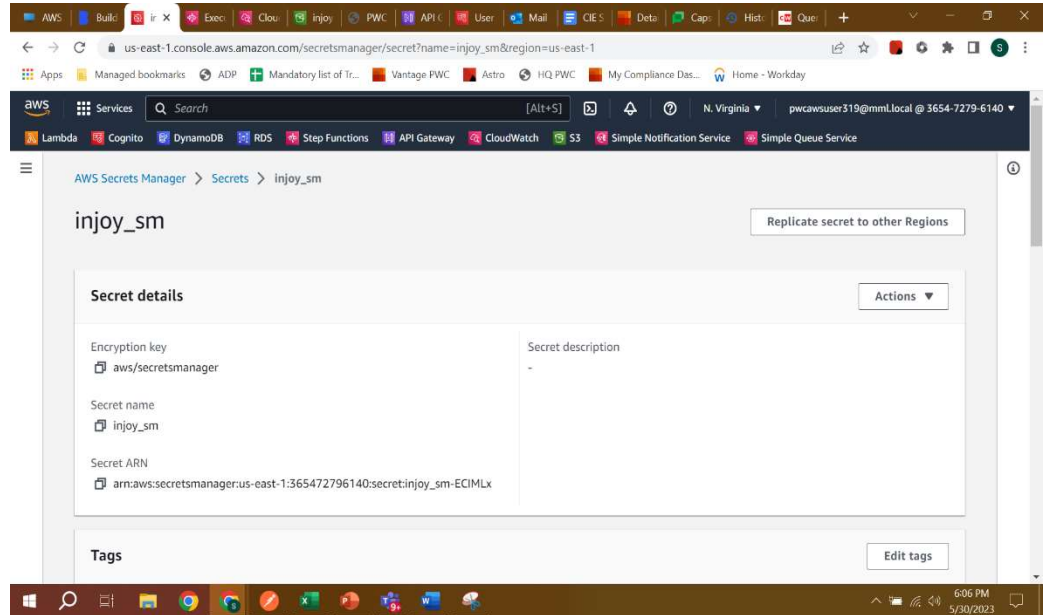 AWS Build ir Exec Clou injoy PWC API ( User Mail CIE S Deta Caps Histo Quer
us-east-1.console.aws.amazon.com/secretsmanager/secret?name=injoy_sm&region=us-east-1 S
Apps Managed bookmarks ADP Mandatory list of Tr... Vantage PWC Astro HQ PWC My Compliance Das... Home - Workday
aws Services Search [Alt+S] N. Virginia ▼ pwcawsuser319@mml.local @ 3654-7279-6140 ▼
Lambda Cognito DynamoDB RDS Step Functions API Gateway CloudWatch S3 Simple Notification Service Simple Queue Service
AWS Secrets Manager > Secrets > injoy_sm
injoy_sm Replicate secret to other Regions
Secret details Actions ▼
Encryption key Secret description
aws/secretsmanager -
Secret name
injoy_sm
Secret ARN
arn:aws:secretsmanager:us-east-1:365472796140:secret:injoy_sm-ECIMLx
Tags Edit tags
6:06 PM
5/30/2023